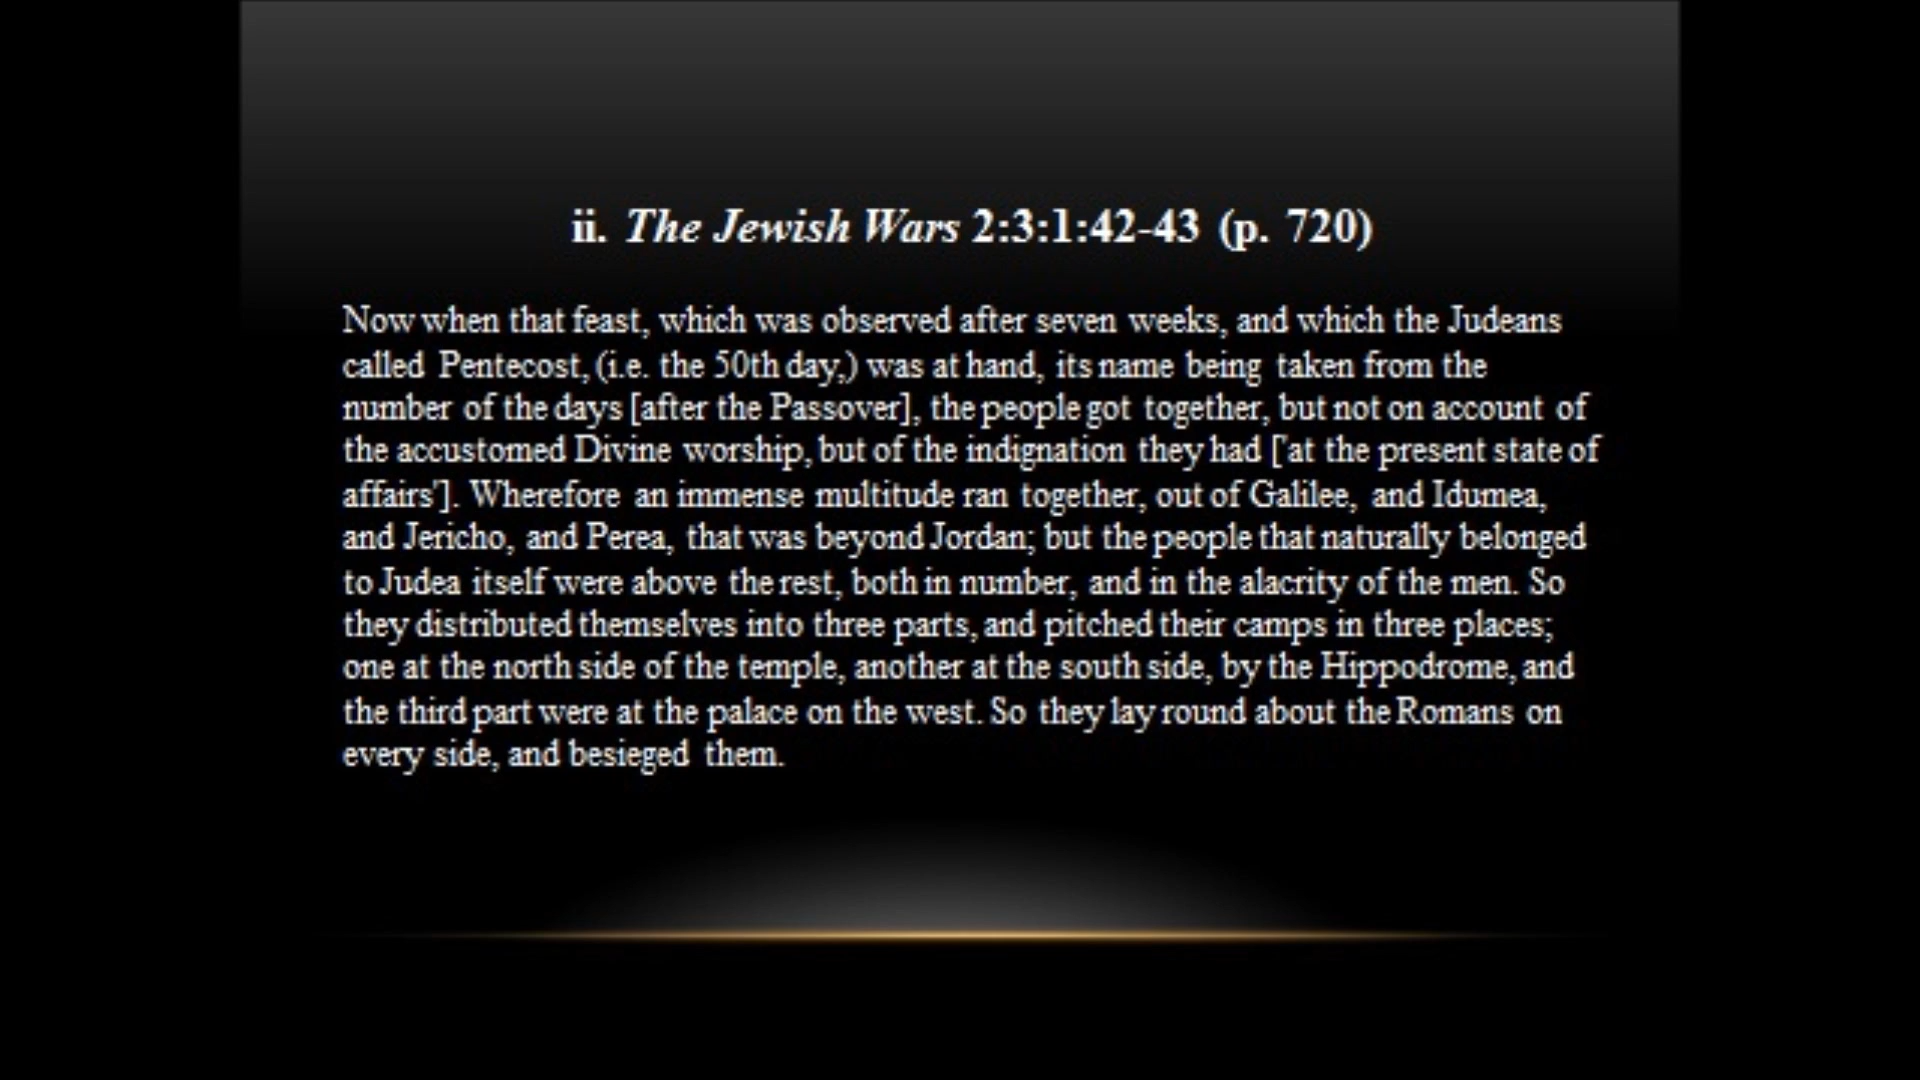 ii. The Jewish Wars 2:3:1:42-43 (p. 720)
Now when that feast, which was observed after seven weeks, and which the Judeans
called Pentecost, (i.e. the 50th day,) was at hand, its name being taken from the
number of the days [after the Passover], the people got together, but not on account of
the accustomed Divine worship, but of the indignation they had ['at the present state of
affairs']. Wherefore an immense multitude ran together, out of Galilee, and Idumea,
and Jericho, and Perea, that was beyond Jordan; but the people that naturally belonged
to Judea itself were above the rest, both in number, and in the alacrity of the men. So
they distributed themselves into three parts, and pitched their camps in three places;
one at the north side of the temple, another at the south side, by the Hippodrome, and
the third part were at the palace on the west. So they lay round about the Romans on
every side, and besieged them.